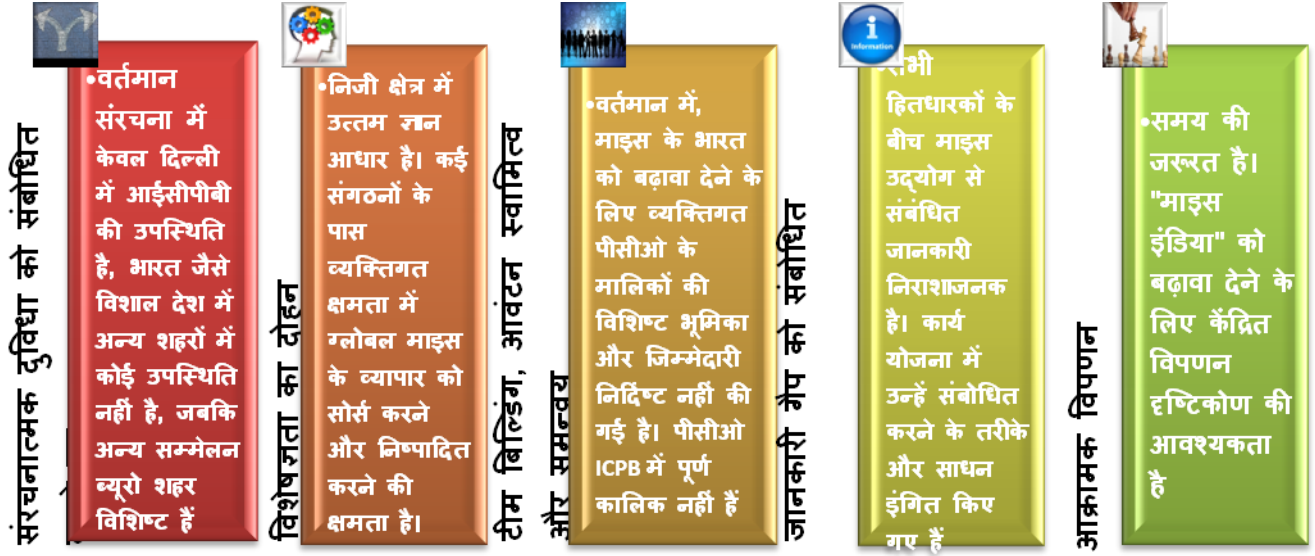 संरचनात्मक दुविधा को संबोधित
वर्तमान
संरचना में
केवल दिल्ली
में आईसीपीबी
की उपस्थिति
है, भारत जैसे
विशाल देश में
अन्य शहरों में
कोई उपस्थिति
नहीं है, जबकि
अन्य सम्मेलन
ब्यूरो शहर
विशिष्ट हैं
विशेषज्ञता का दोहन
निजी क्षेत्र में
उत्तम ज्ञान
आधार है। कई
संगठनों के
पास
व्यक्तिगत
क्षमता में
ग्लोबल माइस
के व्यापार को
सोर्स करने
और निष्पादित
करने की
क्षमता है।
टीम बिल्डिंग, आवंटन स्वामित्व
और समन्वय
वर्तमान में,
माइस के भारत
को बढ़ावा देने के
लिए व्यक्तिगत
पीसीओ के
मालिकों की
विशिष्ट भूमिका
और जिम्मेदारी
निर्दिष्ट नहीं की
गई है। पीसीओ
ICPB में पूर्ण
कालिक नहीं हैं
जानकारी गैप को संबोधित
Information
सभी
हितधारकों के
बीच माइस
उद्योग से
संबंधित
जानकारी
निराशाजनक
है। कार्य
योजना में
उन्हें संबोधित
करने के तरीके
और साधन
इंगित किए
गए हैं
आक्रामक विपणन
समय की
जरूरत है।
"माइस
इंडिया" को
बढ़ावा देने के
लिए केंद्रित
विपणन
दृष्टिकोण की
आवश्यकता
है